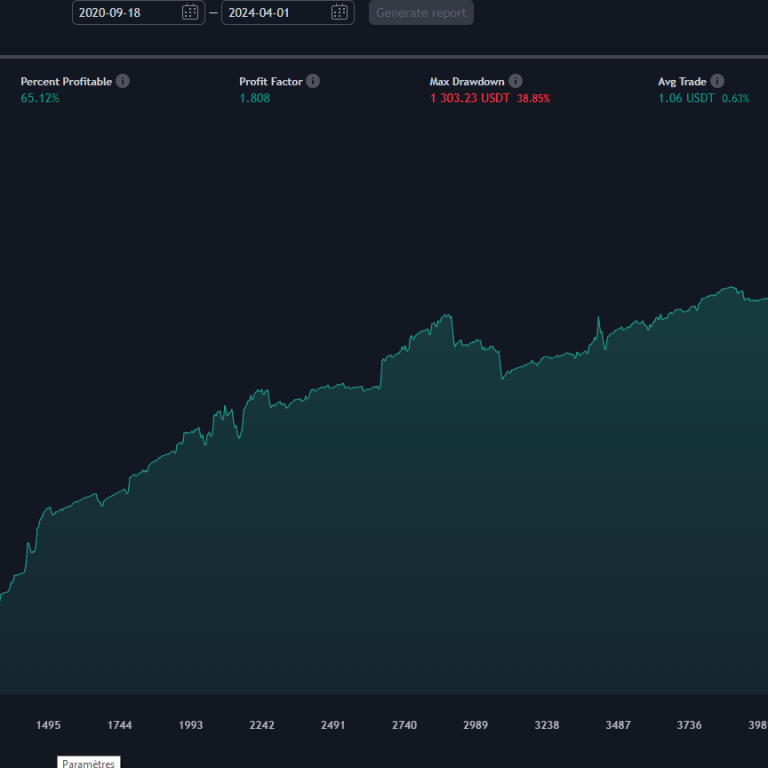 2020-09-18 — 2024-04-01 Generate report
Percent Profitable Profit Factor Max Drawdown Avg Trade
65.12% 1.808 1 303.23 USDT 38.85% 1.06 USDT 0.63%
1495 1744 1993 2242 2491 2740 2989 3238 3487 3736 398
Paramètres